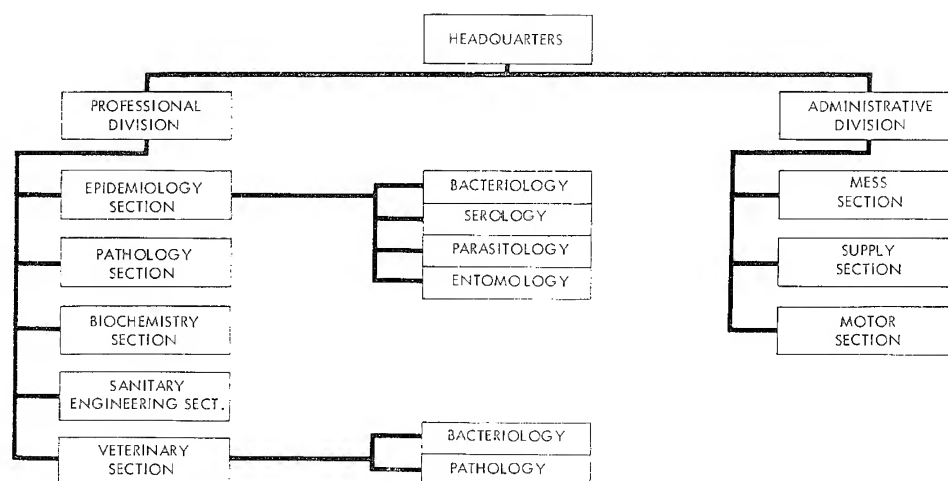 HEADQUARTERS
PROFESSIONAL
DIVISION
ADMINISTRATIVE
DIVISION
EPIDEMIOLOGY
SECTION
BACTERIOLOGY
SEROLOGY
PARASITOLOGY
ENTOMOLOGY
MESS
SECTION
PATHOLOGY
SECTION
SUPPLY
SECTION
BIOCHEMISTRY
SECTION
MOTOR
SECTION
SANITARY
ENGINEERING SECT.
VETERINARY
SECTION
BACTERIOLOGY
PATHOLOGY